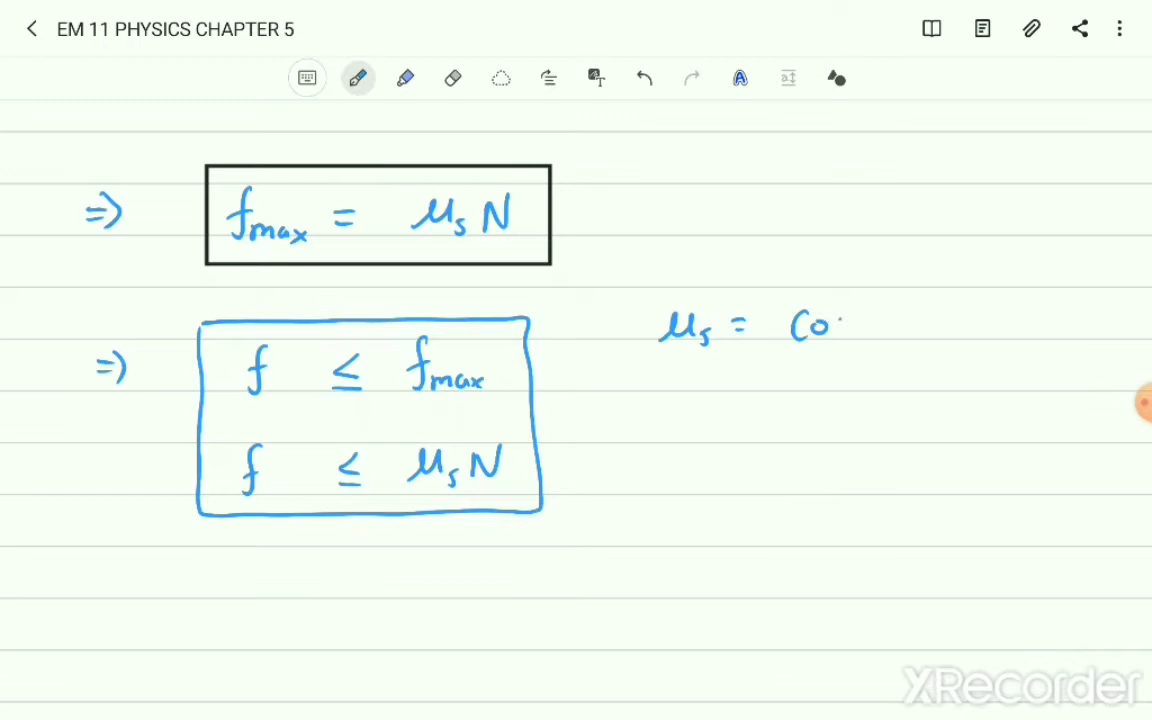 EM 11 PHYSICS CHAPTER 5
⇒ f_max = μ_s N
⇒ f ≤ f_max
f ≤ μ_s N
μ_s = Co
XRecorder